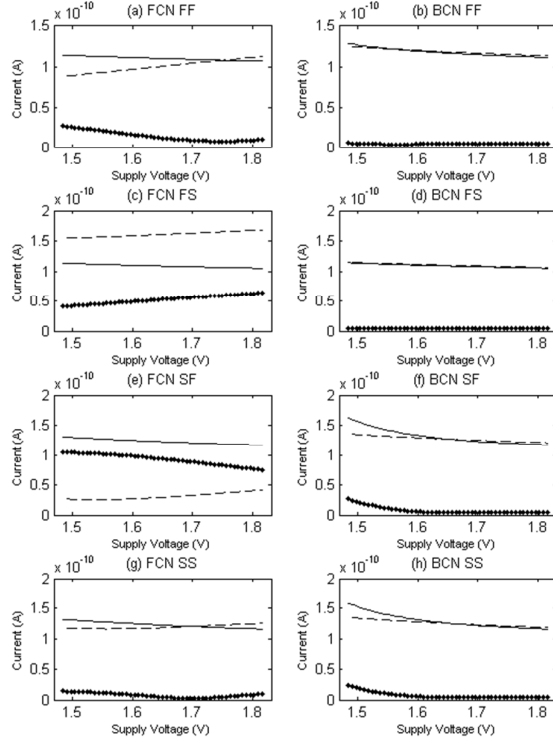 x 10^-10 (a) FCN FF
1.5
1
0.5
0
Current (A)
1.5 1.6 1.7 1.8
Supply Voltage (V)
x 10^-10 (b) BCN FF
1.5
1
0.5
0
Current (A)
1.5 1.6 1.7 1.8
Supply Voltage (V)
x 10^-10 (c) FCN FS
2
1.5
1
0.5
0
Current (A)
1.5 1.6 1.7 1.8
Supply Voltage (V)
x 10^-10 (d) BCN FS
2
1.5
1
0.5
0
Current (A)
1.5 1.6 1.7 1.8
Supply Voltage (V)
x 10^-10 (e) FCN SF
2
1.5
1
0.5
0
Current (A)
1.5 1.6 1.7 1.8
Supply Voltage (V)
x 10^-10 (f) BCN SF
2
1.5
1
0.5
0
Current (A)
1.5 1.6 1.7 1.8
Supply Voltage (V)
x 10^-10 (g) FCN SS
2
1.5
1
0.5
0
Current (A)
1.5 1.6 1.7 1.8
Supply Voltage (V)
x 10^-10 (h) BCN SS
2
1.5
1
0.5
0
Current (A)
1.5 1.6 1.7 1.8
Supply Voltage (V)